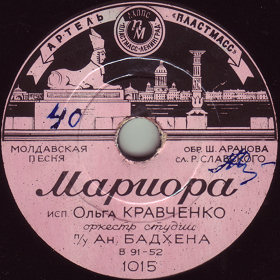 АРТЕЛЬ "ПЛАСТМАСС"
ЛЕНПЛАСТМАСС-ЛЕНИНГРАД
40
МОЛДАВСКАЯ
ПЕСНЯ
ОБР. Ш. АРАНОВА
СЛ. Р. СЛАВСКОГО
Мариора
ИСП. Ольга КРАВЧЕНКО
оркестр студии
п/у Ан. БАДХЕНА
В 91-52
1015